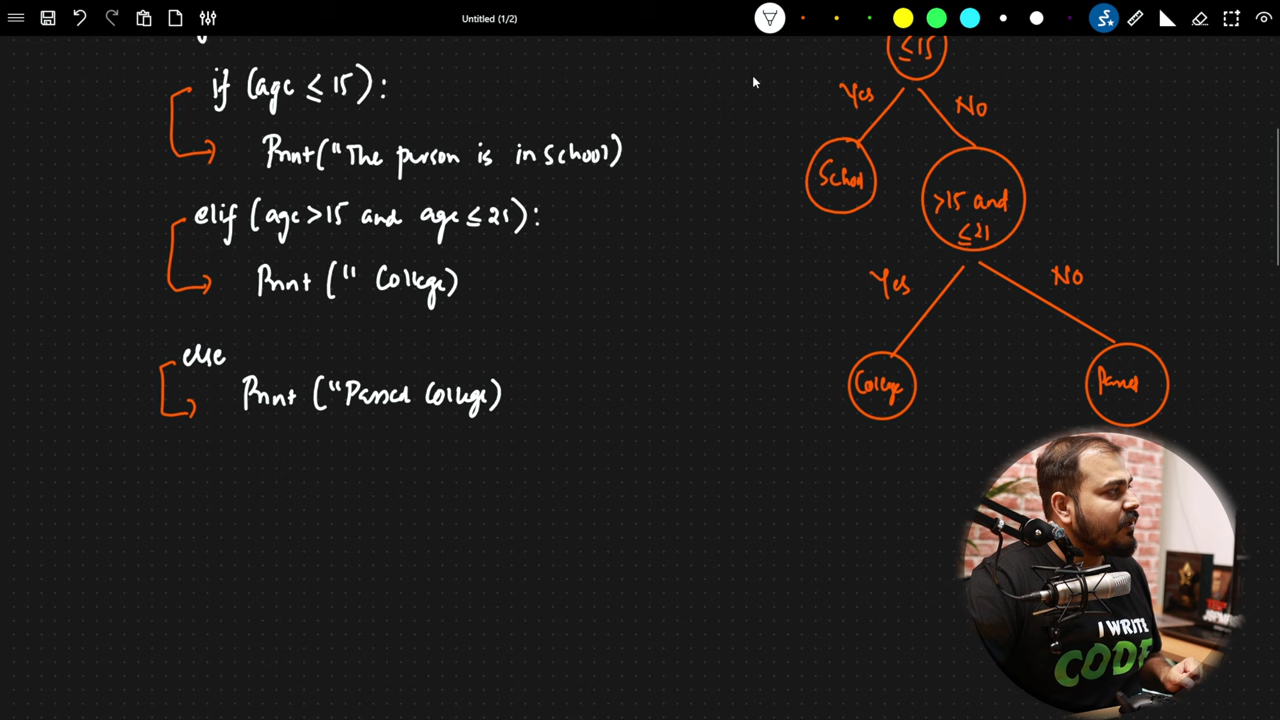 Untitled (1/2)
if (age ≤ 15):
Print("The person is in School)
elif (age >15 and age ≤ 21):
Print (" College)
else
Print ("Passed College)
≤15
Yes
No
School
>15 and
≤21
Yes
No
College
Passed
I WRITE
CODE